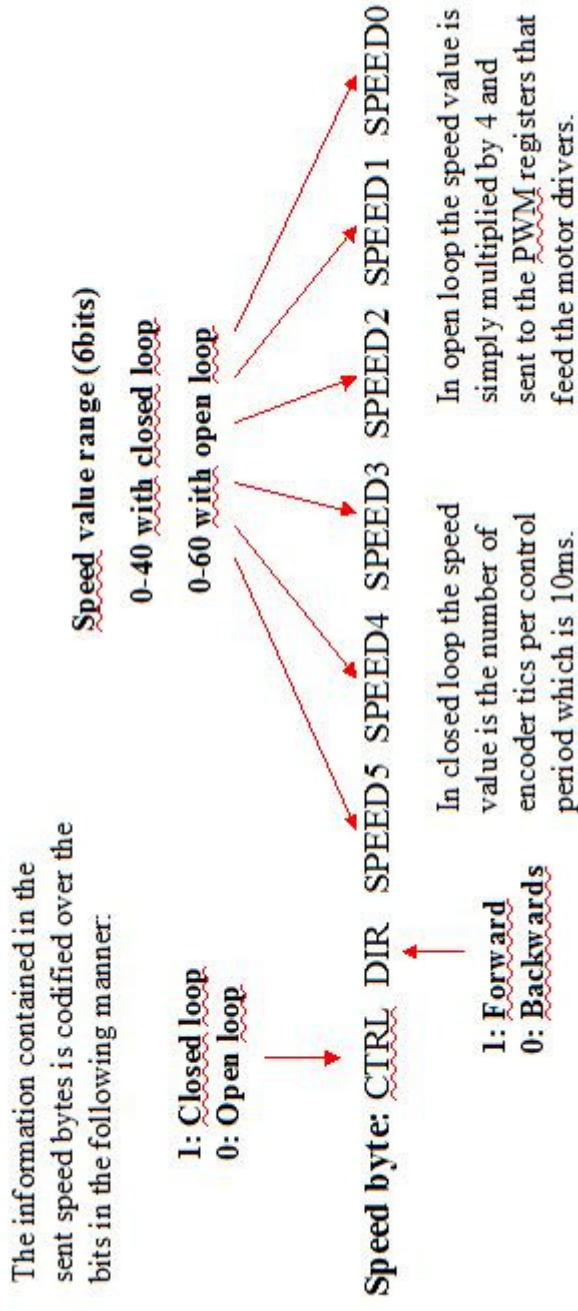 The information contained in the
sent speed bytes is codified over the
bits in the following manner:
Speed value range (6bits)
0-40 with closed loop
0-60 with open loop
1: Closed loop
0: Open loop
Speed byte: CTRL DIR SPEED5 SPEED4 SPEED3 SPEED2 SPEED1 SPEED0
1: Forward
0: Backwards
In closed loop the speed
value is the number of
encoder tics per control
period which is 10ms.
In open loop the speed value is
simply multiplied by 4 and
sent to the PWM registers that
feed the motor drivers.